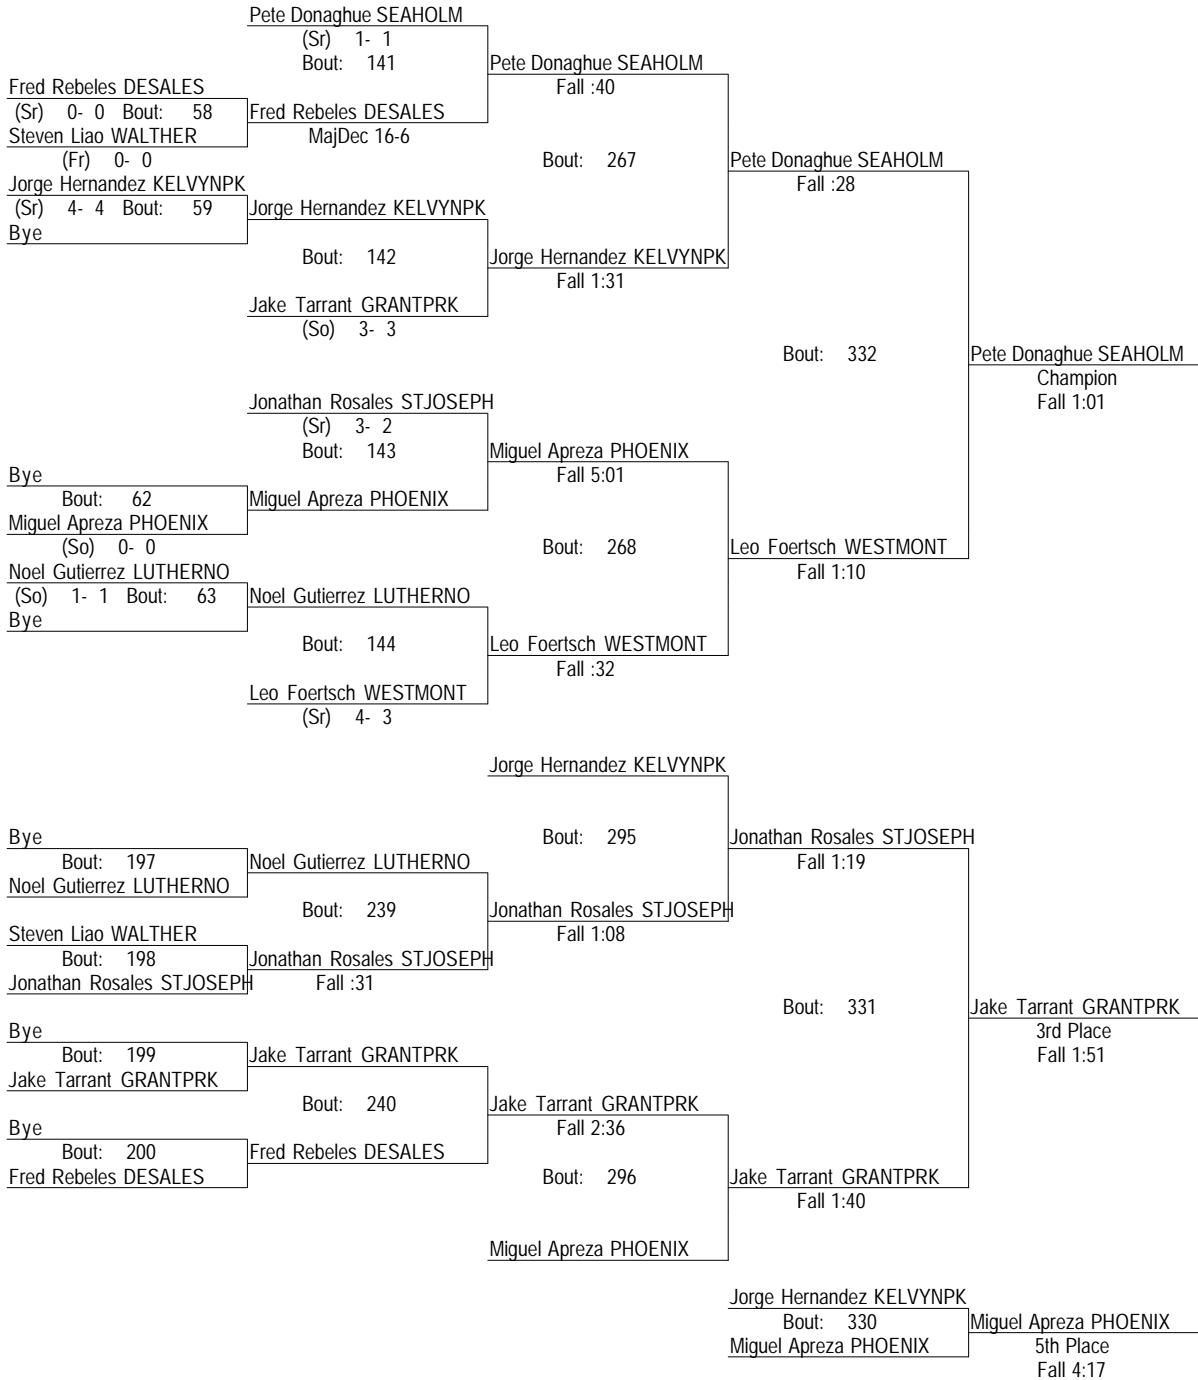 Pete Donaghue SEAHOLM
(Sr) 1- 1
Bout: 141
Pete Donaghue SEAHOLM
Fall :40
Fred Rebeles DESALES
(Sr) 0- 0 Bout: 58
Fred Rebeles DESALES
MajDec 16-6
Steven Liao WALTHER
(Fr) 0- 0
Bout: 267
Pete Donaghue SEAHOLM
Fall :28
Jorge Hernandez KELVYNPK
(Sr) 4- 4 Bout: 59
Jorge Hernandez KELVYNPK
Bye
Bout: 142
Jorge Hernandez KELVYNPK
Fall 1:31
Jake Tarrant GRANTPRK
(So) 3- 3
Bout: 332
Pete Donaghue SEAHOLM
Champion
Fall 1:01
Jonathan Rosales STJOSEPH
(Sr) 3- 2
Bout: 143
Miguel Apreza PHOENIX
Fall 5:01
Bye
Bout: 62
Miguel Apreza PHOENIX
Miguel Apreza PHOENIX
(So) 0- 0
Bout: 268
Leo Foertsch WESTMONT
Fall 1:10
Noel Gutierrez LUTHERNO
(So) 1- 1 Bout: 63
Noel Gutierrez LUTHERNO
Bye
Bout: 144
Leo Foertsch WESTMONT
Fall :32
Leo Foertsch WESTMONT
(Sr) 4- 3
Jorge Hernandez KELVYNPK
Bout: 295
Jonathan Rosales STJOSEPH
Fall 1:19
Bye
Bout: 197
Noel Gutierrez LUTHERNO
Noel Gutierrez LUTHERNO
Bout: 239
Jonathan Rosales STJOSEPH
Fall 1:08
Steven Liao WALTHER
Bout: 198
Jonathan Rosales STJOSEPH
Fall :31
Jonathan Rosales STJOSEPH
Bout: 331
Jake Tarrant GRANTPRK
3rd Place
Fall 1:51
Bye
Bout: 199
Jake Tarrant GRANTPRK
Jake Tarrant GRANTPRK
Bout: 240
Jake Tarrant GRANTPRK
Fall 2:36
Bye
Bout: 200
Fred Rebeles DESALES
Fred Rebeles DESALES
Bout: 296
Jake Tarrant GRANTPRK
Fall 1:40
Miguel Apreza PHOENIX
Jorge Hernandez KELVYNPK
Bout: 330
Miguel Apreza PHOENIX
Miguel Apreza PHOENIX
5th Place
Fall 4:17